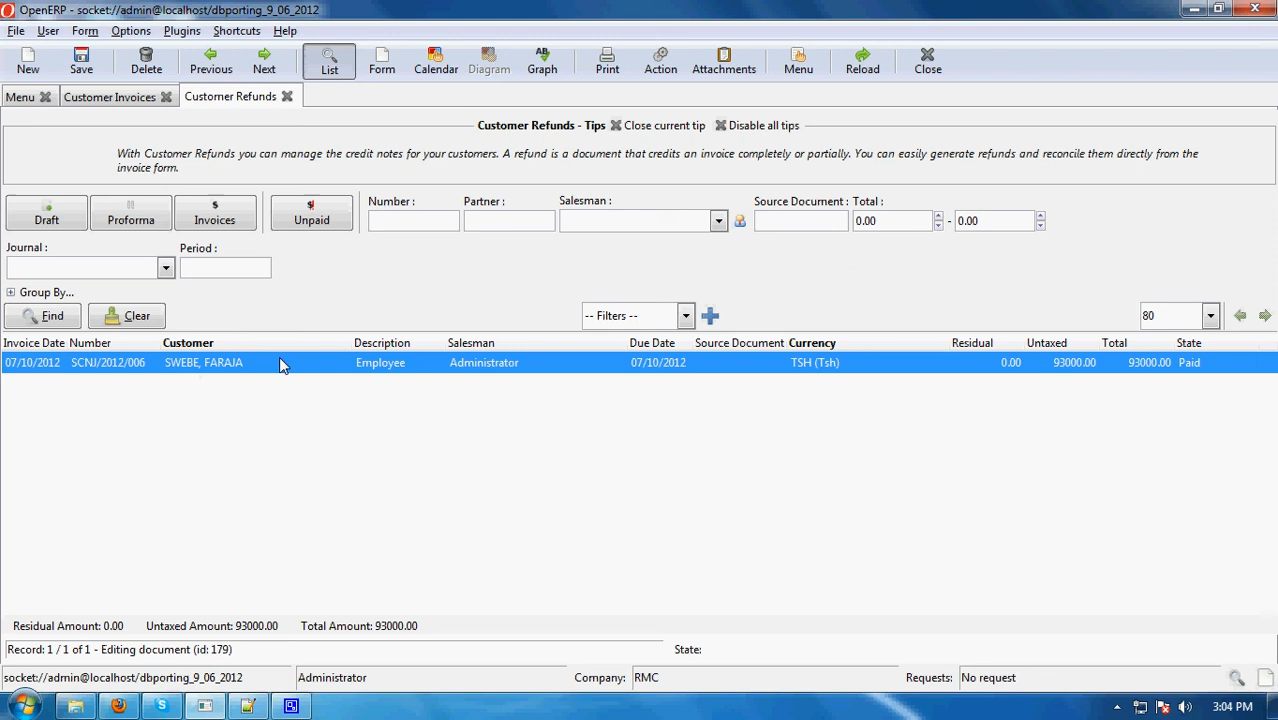 OpenERP - socket://admin@localhost/dbporting_9_06_2012
File User Form Options Plugins Shortcuts Help
New Save Delete Previous Next List Form Calendar Diagram Graph Print Action Attachments Menu Reload Close
Menu Customer Invoices Customer Refunds
Customer Refunds - Tips Close current tip Disable all tips
With Customer Refunds you can manage the credit notes for your customers. A refund is a document that credits an invoice completely or partially. You can easily generate refunds and reconcile them directly from the
invoice form.
Draft Proforma Invoices Unpaid
Number : Partner : Salesman : Source Document : Total :
0.00 - 0.00
Journal : Period :
Group By...
Find Clear -- Filters -- 80
Invoice Date Number Customer Description Salesman Due Date Source Document Currency Residual Untaxed Total State
07/10/2012 SCNJ/2012/006 SWEBE, FARAJA Employee Administrator 07/10/2012 TSH (Tsh) 0.00 93000.00 93000.00 Paid
Residual Amount: 0.00 Untaxed Amount: 93000.00 Total Amount: 93000.00
Record: 1 / 1 of 1 - Editing document (id: 179) State:
socket://admin@localhost/dbporting_9_06_2012 Administrator Company: RMC Requests: No request
3:04 PM